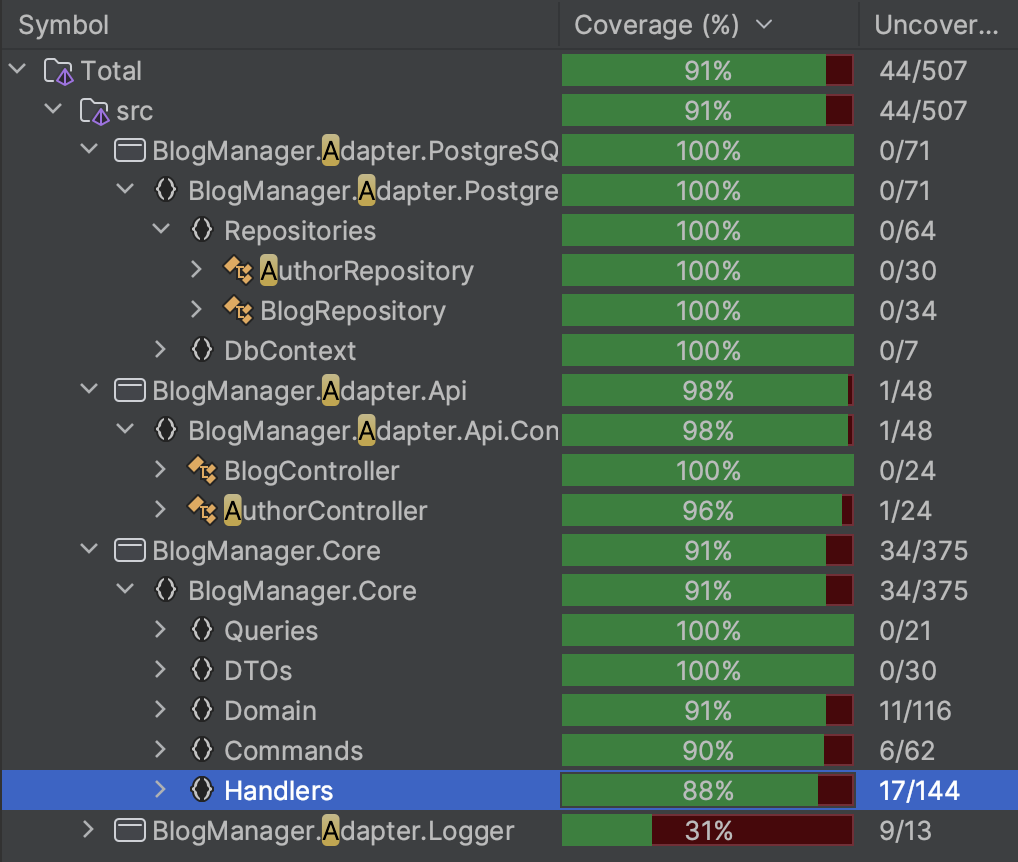 Symbol Coverage (%) Uncover...
Total 91% 44/507
src 91% 44/507
BlogManager.Adapter.PostgreSQ 100% 0/71
BlogManager.Adapter.Postgre 100% 0/71
Repositories 100% 0/64
AuthorRepository 100% 0/30
BlogRepository 100% 0/34
DbContext 100% 0/7
BlogManager.Adapter.Api 98% 1/48
BlogManager.Adapter.Api.Con 98% 1/48
BlogController 100% 0/24
AuthorController 96% 1/24
BlogManager.Core 91% 34/375
BlogManager.Core 91% 34/375
Queries 100% 0/21
DTOs 100% 0/30
Domain 91% 11/116
Commands 90% 6/62
Handlers 88% 17/144
BlogManager.Adapter.Logger 31% 9/13